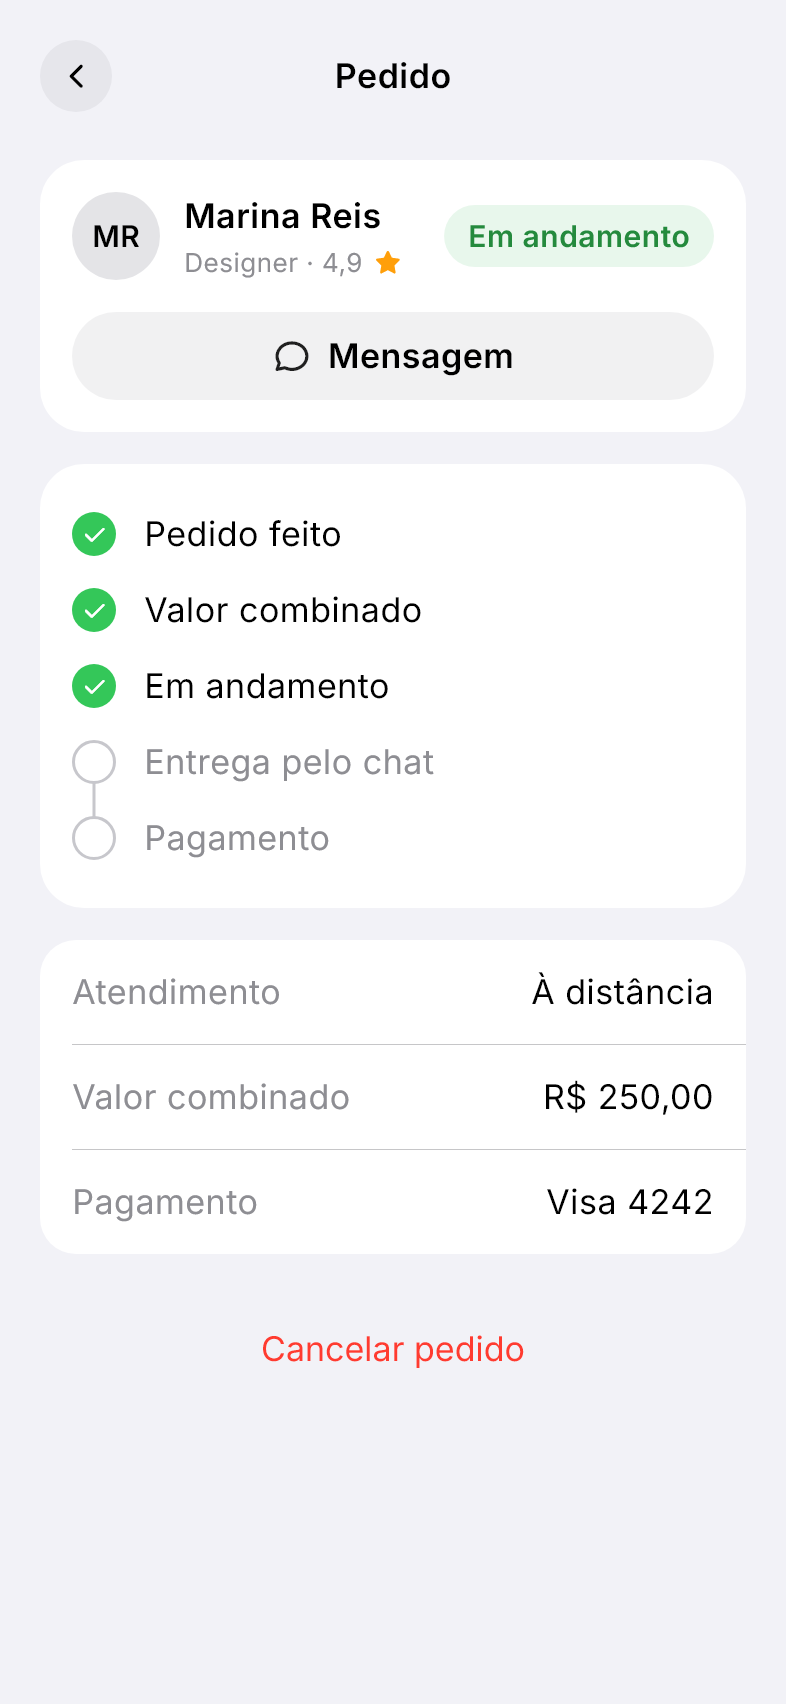 Pedido
MR
Marina Reis
Em andamento
Designer · 4,9
Mensagem
Pedido feito
Valor combinado
Em andamento
Entrega pelo chat
Pagamento
Atendimento
À distância
Valor combinado
R$ 250,00
Pagamento
Visa 4242
Cancelar pedido